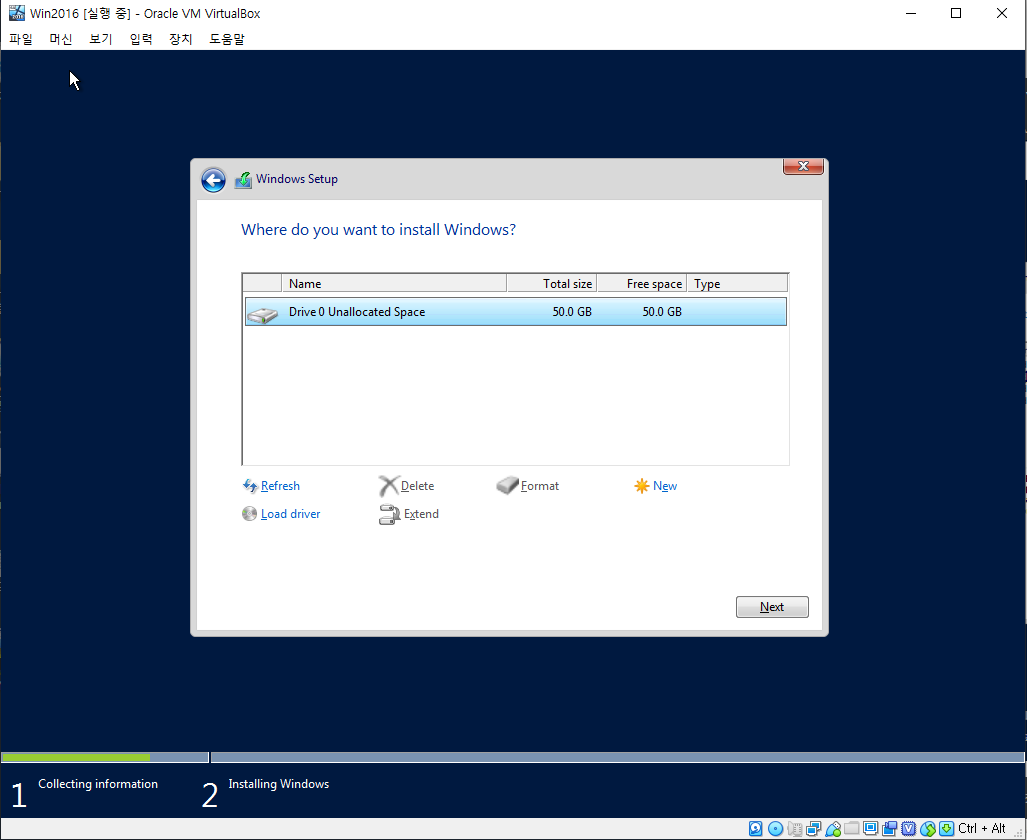 Win2016 [실행 중] - Oracle VM VirtualBox
파일 머신 보기 입력 장치 도움말
Windows Setup
Where do you want to install Windows?
Name Total size Free space Type
Drive 0 Unallocated Space 50.0 GB 50.0 GB
Refresh Delete Format New
Load driver Extend
Next
1 Collecting information 2 Installing Windows
Ctrl + Alt